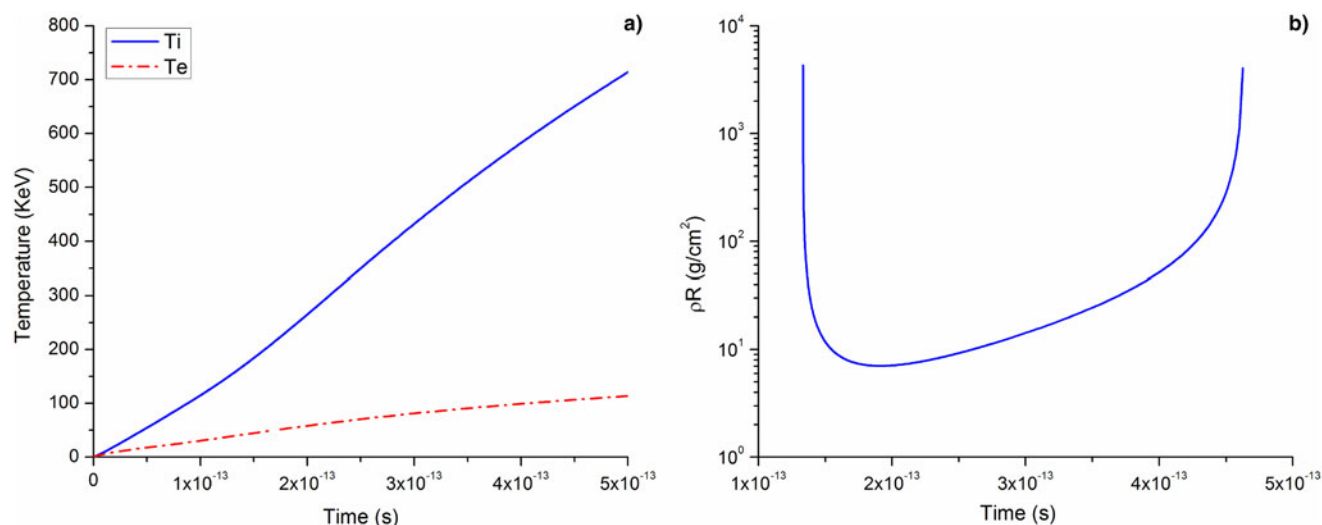 a)
Ti
Te
800
700
600
500
400
300
200
100
0
Temperature (KeV)
0 1x10⁻¹³ 2x10⁻¹³ 3x10⁻¹³ 4x10⁻¹³ 5x10⁻¹³
Time (s)
b)
10⁴
10³
10²
10¹
10⁰
ρR (g/cm²)
1x10⁻¹³ 2x10⁻¹³ 3x10⁻¹³ 4x10⁻¹³ 5x10⁻¹³
Time (s)